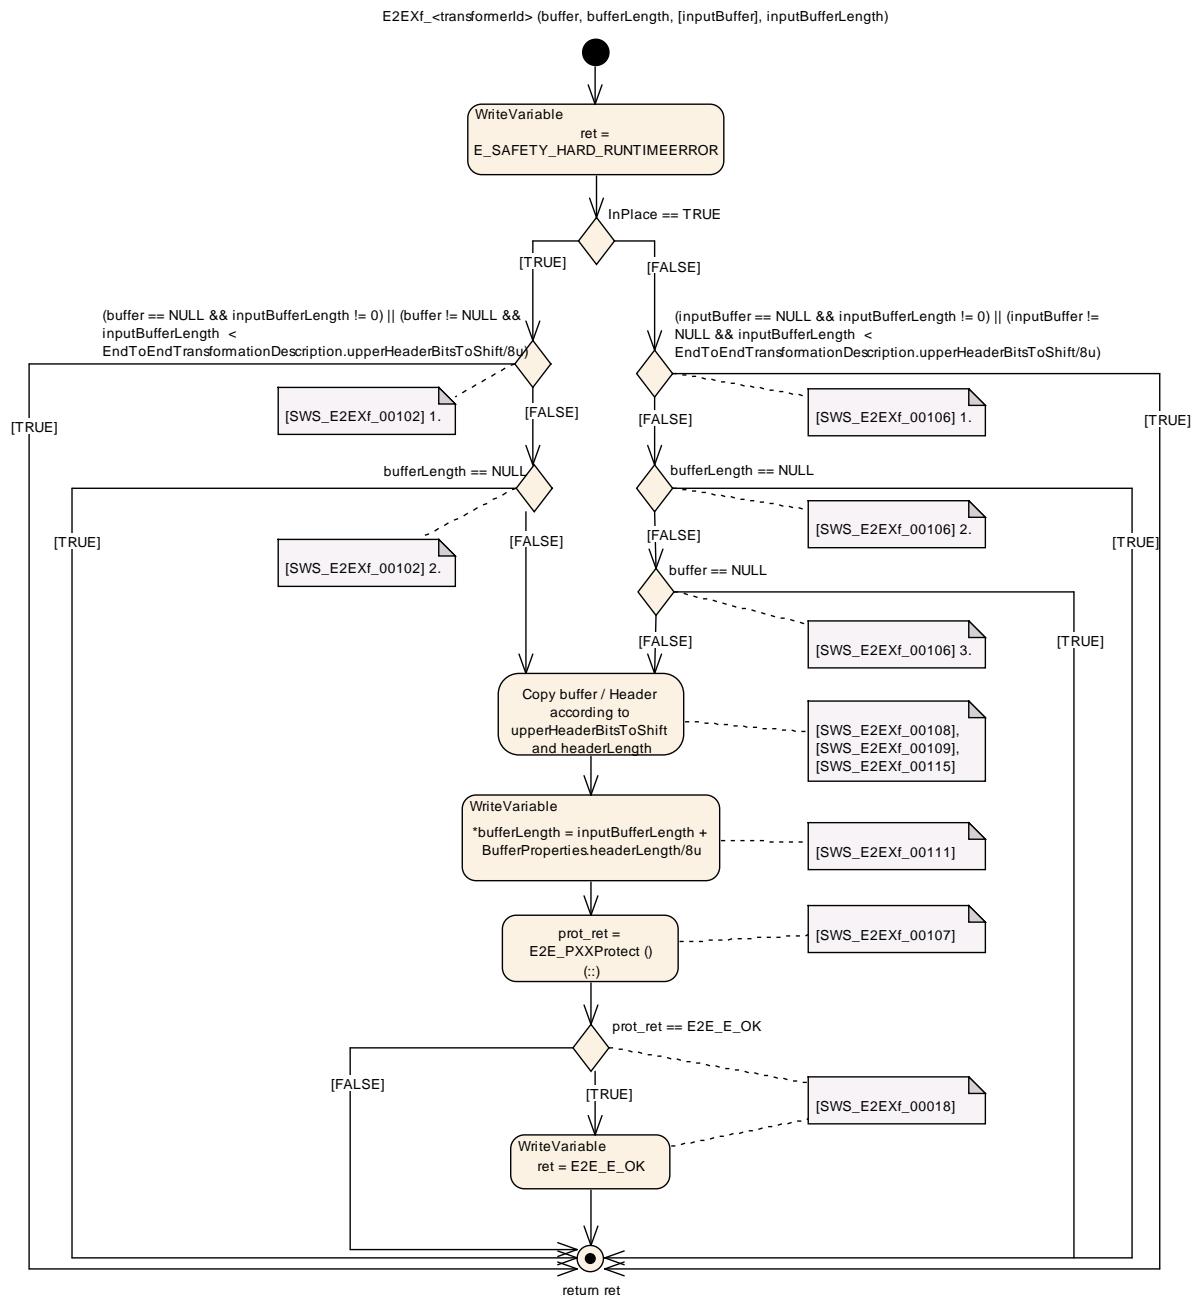 E2EXf_<transformerId> (buffer, bufferLength, [inputBuffer], inputBufferLength)
WriteVariable
ret =
E_SAFETY_HARD_RUNTIMEERROR
InPlace == TRUE
[TRUE]
[FALSE]
(buffer == NULL && inputBufferLength != 0) || (buffer != NULL &&
inputBufferLength <
EndToEndTransformationDescription.upperHeaderBitsToShift/8u)
(inputBuffer == NULL && inputBufferLength != 0) || (inputBuffer !=
NULL && inputBufferLength <
EndToEndTransformationDescription.upperHeaderBitsToShift/8u)
[SWS_E2EXf_00102] 1.
[FALSE]
[FALSE]
[SWS_E2EXf_00106] 1.
[TRUE]
[TRUE]
bufferLength == NULL
bufferLength == NULL
[TRUE]
[SWS_E2EXf_00102] 2.
[FALSE]
[FALSE]
[SWS_E2EXf_00106] 2.
[TRUE]
buffer == NULL
[FALSE]
[SWS_E2EXf_00106] 3.
[TRUE]
Copy buffer / Header
according to
upperHeaderBitsToShift
and headerLength
[SWS_E2EXf_00108],
[SWS_E2EXf_00109],
[SWS_E2EXf_00115]
WriteVariable
*bufferLength = inputBufferLength +
BufferProperties.headerLength/8u
[SWS_E2EXf_00111]
prot_ret =
E2E_PXXProtect ()
(::)
[SWS_E2EXf_00107]
prot_ret == E2E_E_OK
[FALSE]
[TRUE]
[SWS_E2EXf_00018]
WriteVariable
ret = E2E_E_OK
return ret